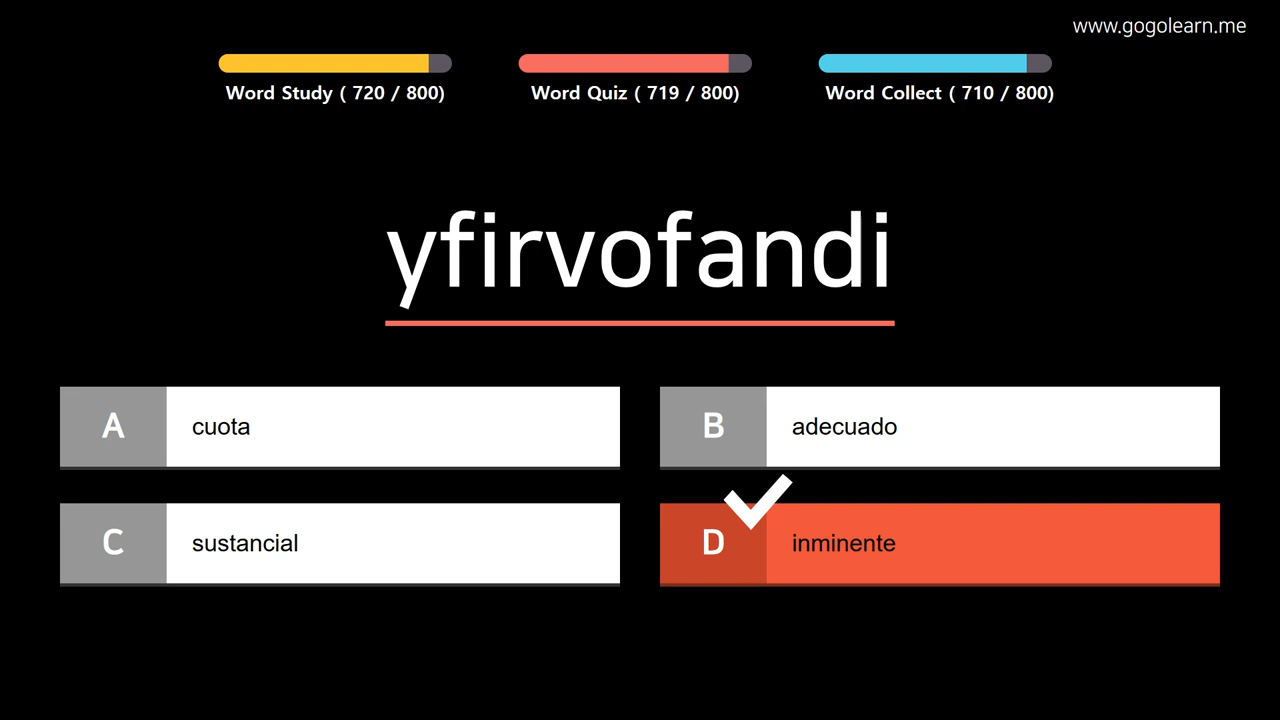 www.gogolearn.me
Word Study ( 720 / 800)
Word Quiz ( 719 / 800)
Word Collect ( 710 / 800)
yfirvofandi
A cuota
B adecuado
C sustancial
D inminente